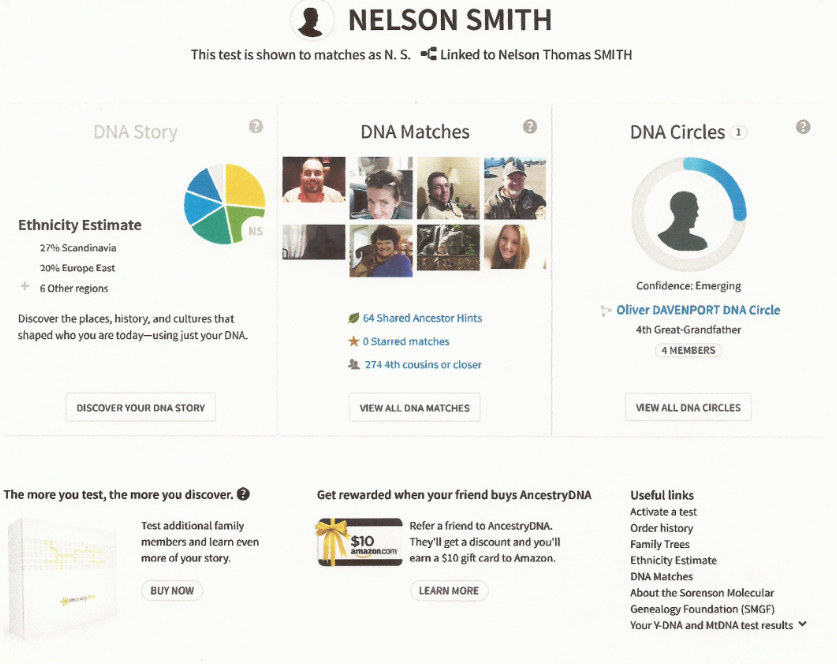 NELSON SMITH
This test is shown to matches as N. S. Linked to Nelson Thomas SMITH
DNA Story ?
NS
Ethnicity Estimate
27% Scandinavia
20% Europe East
+ 6 Other regions
Discover the places, history, and cultures that
shaped who you are today—using just your DNA.
DISCOVER YOUR DNA STORY
DNA Matches ?
64 Shared Ancestor Hints
0 Starred matches
274 4th cousins or closer
VIEW ALL DNA MATCHES
DNA Circles 1 ?
Confidence: Emerging
Oliver DAVENPORT DNA Circle
4th Great-Grandfather
4 MEMBERS
VIEW ALL DNA CIRCLES
The more you test, the more you discover. ?
Test additional family
members and learn even
more of your story.
BUY NOW
Get rewarded when your friend buys AncestryDNA
$10
amazon.com
Refer a friend to AncestryDNA.
They'll get a discount and you'll
earn a $10 gift card to Amazon.
LEARN MORE
Useful links
Activate a test
Order history
Family Trees
Ethnicity Estimate
DNA Matches
About the Sorenson Molecular
Genealogy Foundation (SMGF)
Your Y-DNA and MtDNA test results